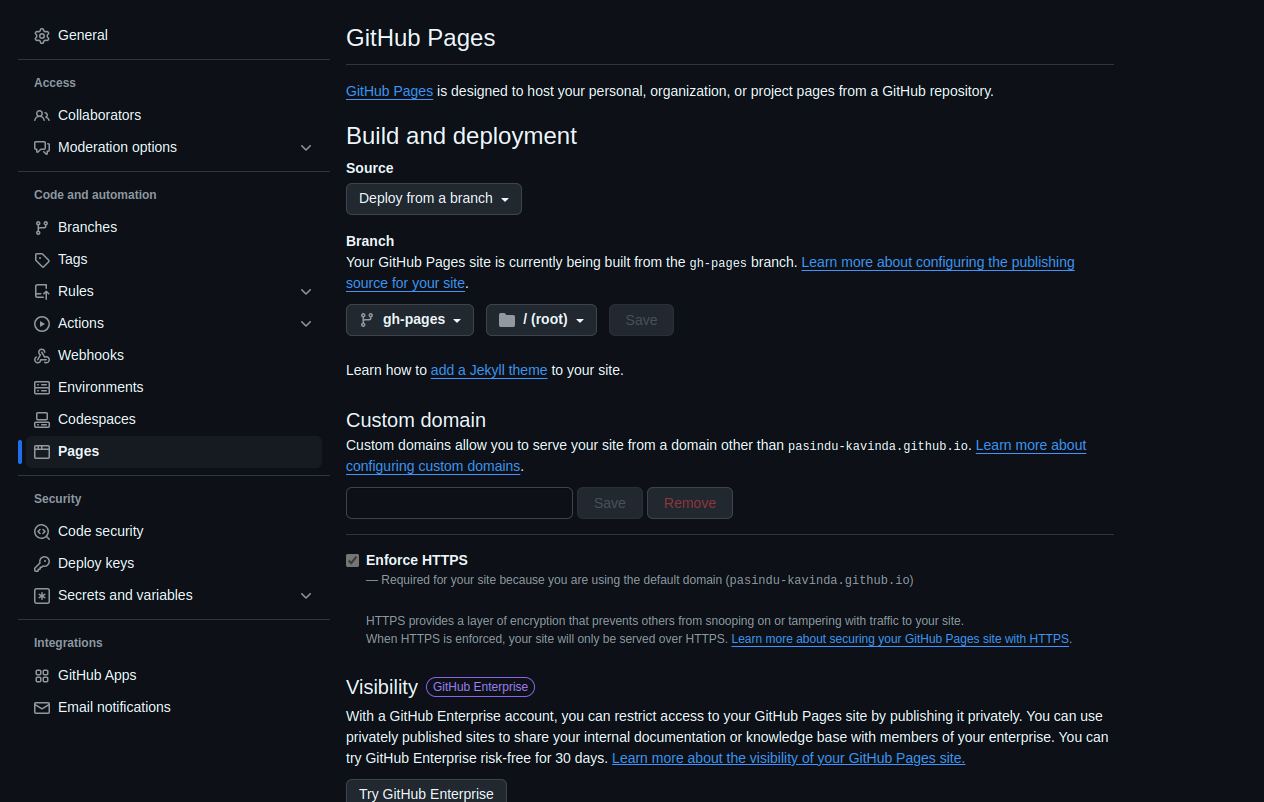 General
Access
Collaborators
Moderation options
Code and automation
Branches
Tags
Rules
Actions
Webhooks
Environments
Codespaces
Pages
Security
Code security
Deploy keys
Secrets and variables
Integrations
GitHub Apps
Email notifications
GitHub Pages
GitHub Pages is designed to host your personal, organization, or project pages from a GitHub repository.
Build and deployment
Source
Deploy from a branch
Branch
Your GitHub Pages site is currently being built from the gh-pages branch. Learn more about configuring the publishing
source for your site.
gh-pages / (root) Save
Learn how to add a Jekyll theme to your site.
Custom domain
Custom domains allow you to serve your site from a domain other than pasindu-kavinda.github.io. Learn more about
configuring custom domains.
Save Remove
Enforce HTTPS
— Required for your site because you are using the default domain (pasindu-kavinda.github.io)
HTTPS provides a layer of encryption that prevents others from snooping on or tampering with traffic to your site.
When HTTPS is enforced, your site will only be served over HTTPS. Learn more about securing your GitHub Pages site with HTTPS.
Visibility GitHub Enterprise
With a GitHub Enterprise account, you can restrict access to your GitHub Pages site by publishing it privately. You can use
privately published sites to share your internal documentation or knowledge base with members of your enterprise. You can
try GitHub Enterprise risk-free for 30 days. Learn more about the visibility of your GitHub Pages site.
Try GitHub Enterprise